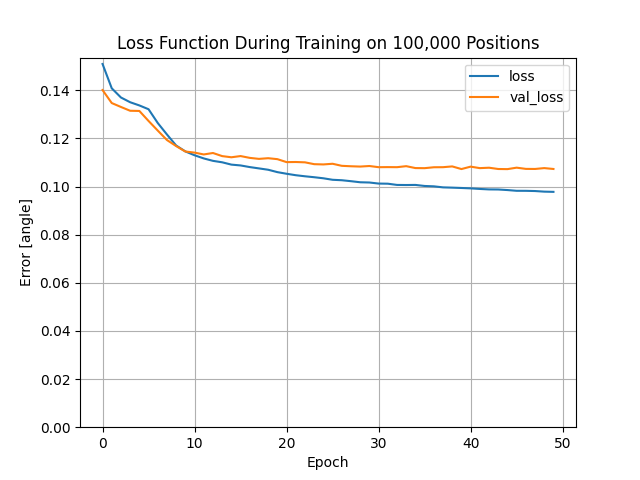 Loss Function During Training on 100,000 Positions
loss
val_loss
Error [angle]
0.14
0.12
0.10
0.08
0.06
0.04
0.02
0.00
0 10 20 30 40 50
Epoch